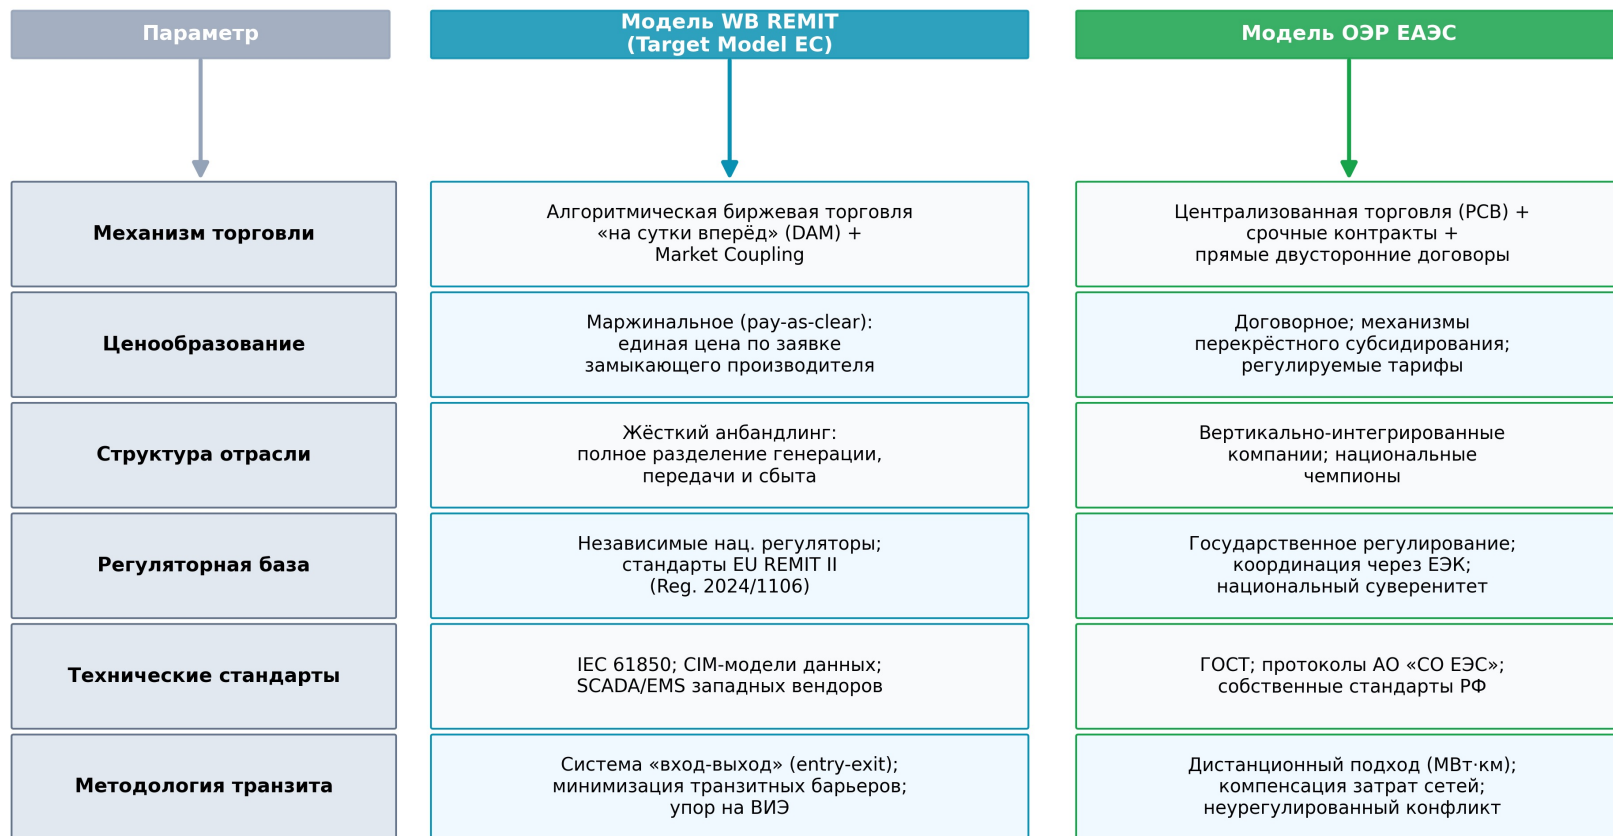 Параметр
Модель WB REMIT
(Target Model EC)
Модель ОЭР ЕАЭС
Механизм торговли
Алгоритмическая биржевая торговля
«на сутки вперёд» (DAM) +
Market Coupling
Централизованная торговля (РСВ) +
срочные контракты +
прямые двусторонние договоры
Ценообразование
Маржинальное (pay-as-clear):
единая цена по заявке
замыкающего производителя
Договорное; механизмы
перекрёстного субсидирования;
регулируемые тарифы
Структура отрасли
Жёсткий анбандлинг:
полное разделение генерации,
передачи и сбыта
Вертикально-интегрированные
компании; национальные
чемпионы
Регуляторная база
Независимые нац. регуляторы;
стандарты EU REMIT II
(Reg. 2024/1106)
Государственное регулирование;
координация через ЕЭК;
национальный суверенитет
Технические стандарты
IEC 61850; CIM-модели данных;
SCADA/EMS западных вендоров
ГОСТ; протоколы АО «СО ЕЭС»;
собственные стандарты РФ
Методология транзита
Система «вход-выход» (entry-exit);
минимизация транзитных барьеров;
упор на ВИЭ
Дистанционный подход (МВт·км);
компенсация затрат сетей;
неурегулированный конфликт